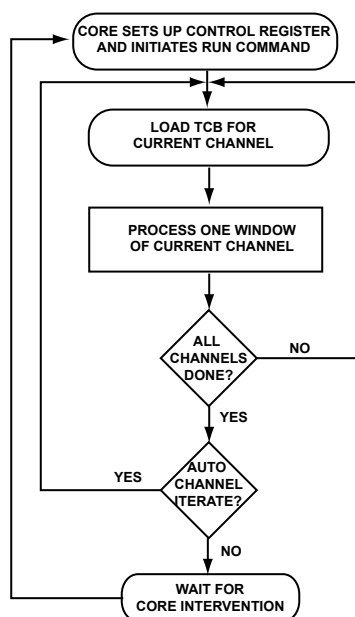 CORE SETS UP CONTROL REGISTER
AND INITIATES RUN COMMAND
LOAD TCB FOR
CURRENT CHANNEL
PROCESS ONE WINDOW
OF CURRENT CHANNEL
ALL
CHANNELS
DONE?
NO
YES
AUTO
CHANNEL
ITERATE?
YES
NO
WAIT FOR
CORE INTERVENTION